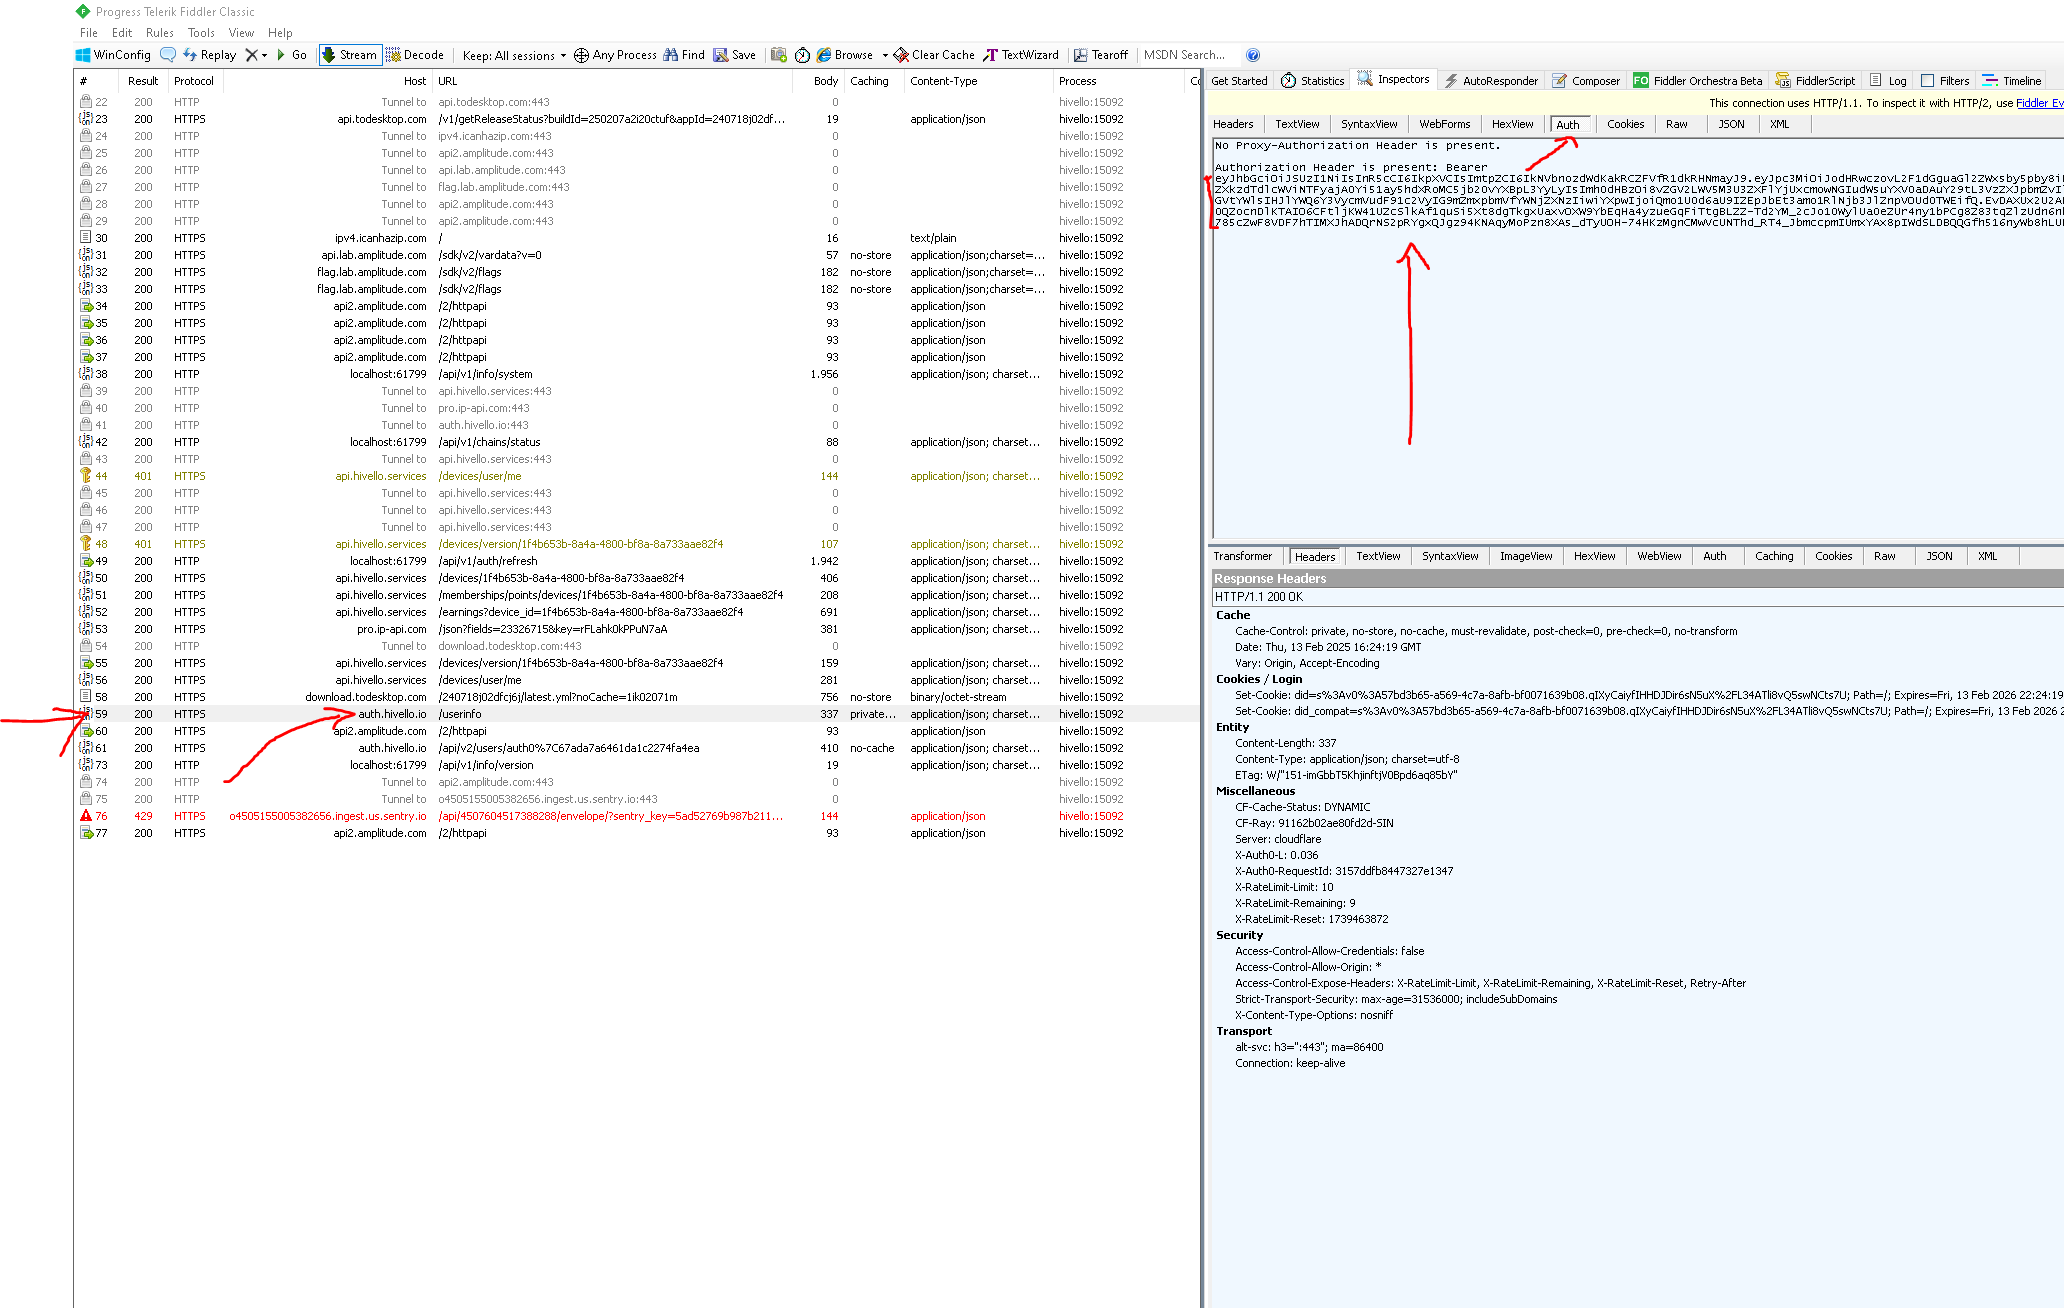 Progress Telerik Fiddler Classic
File Edit Rules Tools View Help
WinConfig Replay Go Stream Decode Keep: All sessions Any Process Find Save Browse Clear Cache TextWizard Tearoff MSDN Search...
# Result Protocol Host URL Body Caching Content-Type Process Co
22 200 HTTP Tunnel to api.todesktop.com:443 0 hivello:15092
23 200 HTTPS api.todesktop.com /v1/getReleaseStatus?buildId=250207a2i20ctuf&appId=240718j02df... 19 application/json hivello:15092
24 200 HTTP Tunnel to ipv4.icanhazip.com:443 0 hivello:15092
25 200 HTTP Tunnel to api2.amplitude.com:443 0 hivello:15092
26 200 HTTP Tunnel to api.lab.amplitude.com:443 0 hivello:15092
27 200 HTTP Tunnel to flag.lab.amplitude.com:443 0 hivello:15092
28 200 HTTP Tunnel to api2.amplitude.com:443 0 hivello:15092
29 200 HTTP Tunnel to api2.amplitude.com:443 0 hivello:15092
30 200 HTTPS ipv4.icanhazip.com / 16 text/plain hivello:15092
31 200 HTTPS api.lab.amplitude.com /sdk/v2/vardata?v=0 57 no-store application/json;charset=... hivello:15092
32 200 HTTPS flag.lab.amplitude.com /sdk/v2/flags 182 no-store application/json;charset=... hivello:15092
33 200 HTTPS flag.lab.amplitude.com /sdk/v2/flags 182 no-store application/json;charset=... hivello:15092
34 200 HTTPS api2.amplitude.com /2/httpapi 93 application/json hivello:15092
35 200 HTTPS api2.amplitude.com /2/httpapi 93 application/json hivello:15092
36 200 HTTPS api2.amplitude.com /2/httpapi 93 application/json hivello:15092
37 200 HTTPS api2.amplitude.com /2/httpapi 93 application/json hivello:15092
38 200 HTTP localhost:61799 /api/v1/info/system 1.956 application/json; charset... hivello:15092
39 200 HTTP Tunnel to api.hivello.services:443 0 hivello:15092
40 200 HTTP Tunnel to pro.ip-api.com:443 0 hivello:15092
41 200 HTTP Tunnel to auth.hivello.io:443 0 hivello:15092
42 200 HTTP localhost:61799 /api/v1/chains/status 88 application/json; charset... hivello:15092
43 200 HTTP Tunnel to api.hivello.services:443 0 hivello:15092
44 401 HTTPS api.hivello.services /devices/user/me 144 application/json; charset... hivello:15092
45 200 HTTP Tunnel to api.hivello.services:443 0 hivello:15092
46 200 HTTP Tunnel to api.hivello.services:443 0 hivello:15092
47 200 HTTP Tunnel to api.hivello.services:443 0 hivello:15092
48 401 HTTPS api.hivello.services /devices/version/1f4b653b-8a4a-4800-bf8a-8a733aae82f4 107 application/json; charset... hivello:15092
49 200 HTTP localhost:61799 /api/v1/auth/refresh 1.942 application/json; charset... hivello:15092
50 200 HTTPS api.hivello.services /devices/1f4b653b-8a4a-4800-bf8a-8a733aae82f4 406 application/json; charset... hivello:15092
51 200 HTTPS api.hivello.services /memberships/points/devices/1f4b653b-8a4a-4800-bf8a-8a733aae82f4 208 application/json; charset... hivello:15092
52 200 HTTPS api.hivello.services /earnings?device_id=1f4b653b-8a4a-4800-bf8a-8a733aae82f4 691 application/json; charset... hivello:15092
53 200 HTTPS pro.ip-api.com /json?fields=23326715&key=rFLahk0kPPuN7aA 381 application/json; charset... hivello:15092
54 200 HTTP Tunnel to download.todesktop.com:443 0 hivello:15092
55 200 HTTPS api.hivello.services /devices/version/1f4b653b-8a4a-4800-bf8a-8a733aae82f4 159 application/json; charset... hivello:15092
56 200 HTTPS api.hivello.services /devices/user/me 281 application/json; charset... hivello:15092
58 200 HTTPS download.todesktop.com /240718j02dfcj6j/latest.yml?noCache=1ik02071m 756 no-store binary/octet-stream hivello:15092
59 200 HTTPS auth.hivello.io /userinfo 337 private... application/json; charset... hivello:15092
60 200 HTTPS api2.amplitude.com /2/httpapi 93 application/json hivello:15092
61 200 HTTPS auth.hivello.io /api/v2/users/auth0%7C67ada7a6461da1c2274fa4ea 410 no-cache application/json; charset... hivello:15092
73 200 HTTP localhost:61799 /api/v1/info/version 19 application/json; charset... hivello:15092
74 200 HTTP Tunnel to api2.amplitude.com:443 0 hivello:15092
75 200 HTTP Tunnel to o4505155005382656.ingest.us.sentry.io:443 0 hivello:15092
76 429 HTTPS o4505155005382656.ingest.us.sentry.io /api/4507604517388288/envelope/?sentry_key=5ad52769b987b211... 144 application/json hivello:15092
77 200 HTTPS api2.amplitude.com /2/httpapi 93 application/json hivello:15092
Get Started Statistics Inspectors AutoResponder Composer FO Fiddler Orchestra Beta FiddlerScript Log Filters Timeline
This connection uses HTTP/1.1. To inspect it with HTTP/2, use Fiddler Ev
Headers TextView SyntaxView WebForms HexView Auth Cookies Raw JSON XML
No Proxy-Authorization Header is present.
Authorization Header is present: Bearer
Transformer Headers TextView SyntaxView ImageView HexView WebView Auth Caching Cookies Raw JSON XML
Response Headers
HTTP/1.1 200 OK
Cache
Cache-Control: private, no-store, no-cache, must-revalidate, post-check=0, pre-check=0, no-transform
Date: Thu, 13 Feb 2025 16:24:19 GMT
Vary: Origin, Accept-Encoding
Cookies / Login
Set-Cookie: did=s%3Av0%3A57bd3b65-a569-4c7a-8afb-bf0071639b08.qIXyCaiyfIHHDJDir6sN5uX%2FL34ATli8vQ5swNCts7U; Path=/; Expires=Fri, 13 Feb 2026 22:24:19
Set-Cookie: did_compat=s%3Av0%3A57bd3b65-a569-4c7a-8afb-bf0071639b08.qIXyCaiyfIHHDJDir6sN5uX%2FL34ATli8vQ5swNCts7U; Path=/; Expires=Fri, 13 Feb 2026 2
Entity
Content-Length: 337
Content-Type: application/json; charset=utf-8
ETag: W/"151-imGbbT5KhjinftjV0Bpd6aq85bY"
Miscellaneous
CF-Cache-Status: DYNAMIC
CF-Ray: 91162b02ae80fd2d-SIN
Server: cloudflare
X-Auth0-L: 0.036
X-Auth0-RequestId: 3157ddfb8447327e1347
X-RateLimit-Limit: 10
X-RateLimit-Remaining: 9
X-RateLimit-Reset: 1739463872
Security
Access-Control-Allow-Credentials: false
Access-Control-Allow-Origin: *
Access-Control-Expose-Headers: X-RateLimit-Limit, X-RateLimit-Remaining, X-RateLimit-Reset, Retry-After
Strict-Transport-Security: max-age=31536000; includeSubDomains
X-Content-Type-Options: nosniff
Transport
alt-svc: h3=":443"; ma=86400
Connection: keep-alive